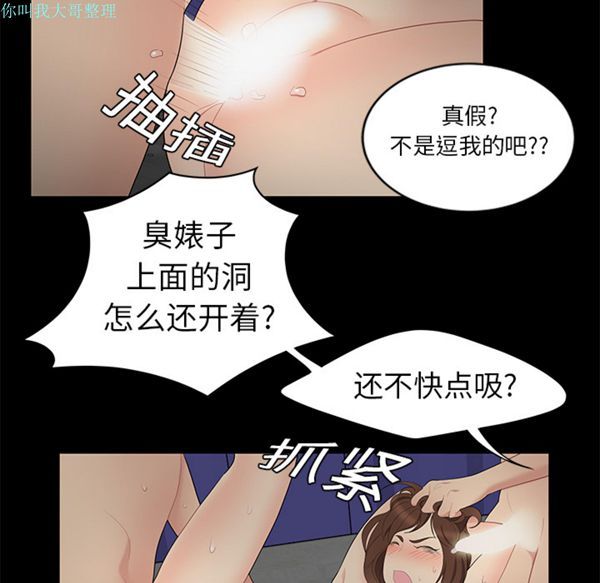 你叫我大哥整理
抽插
真假?
不是逗我的吧??
臭婊子
上面的洞
怎么还开着?
还不快点吸?
抓紧